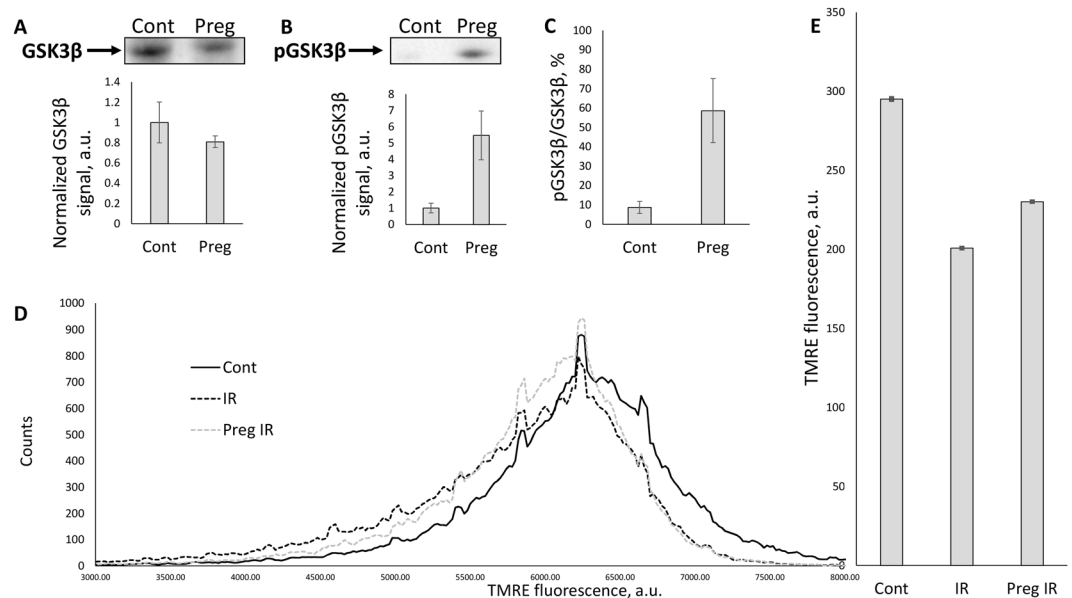 A
Cont Preg
GSK3β
Normalized GSK3β
signal, a.u.
1.4
1.2
1
0.8
0.6
0.4
0.2
0
Cont Preg
B
Cont Preg
pGSK3β
Normalized pGSK3β
signal, a.u.
8
7
6
5
4
3
2
1
0
Cont Preg
C
pGSK3β/GSK3β, %
100
90
80
70
60
50
40
30
20
10
0
Cont Preg
D
Counts
1000
900
800
700
600
500
400
300
200
100
0
Cont
IR
Preg IR
3000.00 3500.00 4000.00 4500.00 5000.00 5500.00 6000.00 6500.00 7000.00 7500.00 8000.00
TMRE fluorescence, a.u.
E
TMRE fluorescence, a.u.
350
300
250
200
150
100
50
0
Cont IR Preg IR